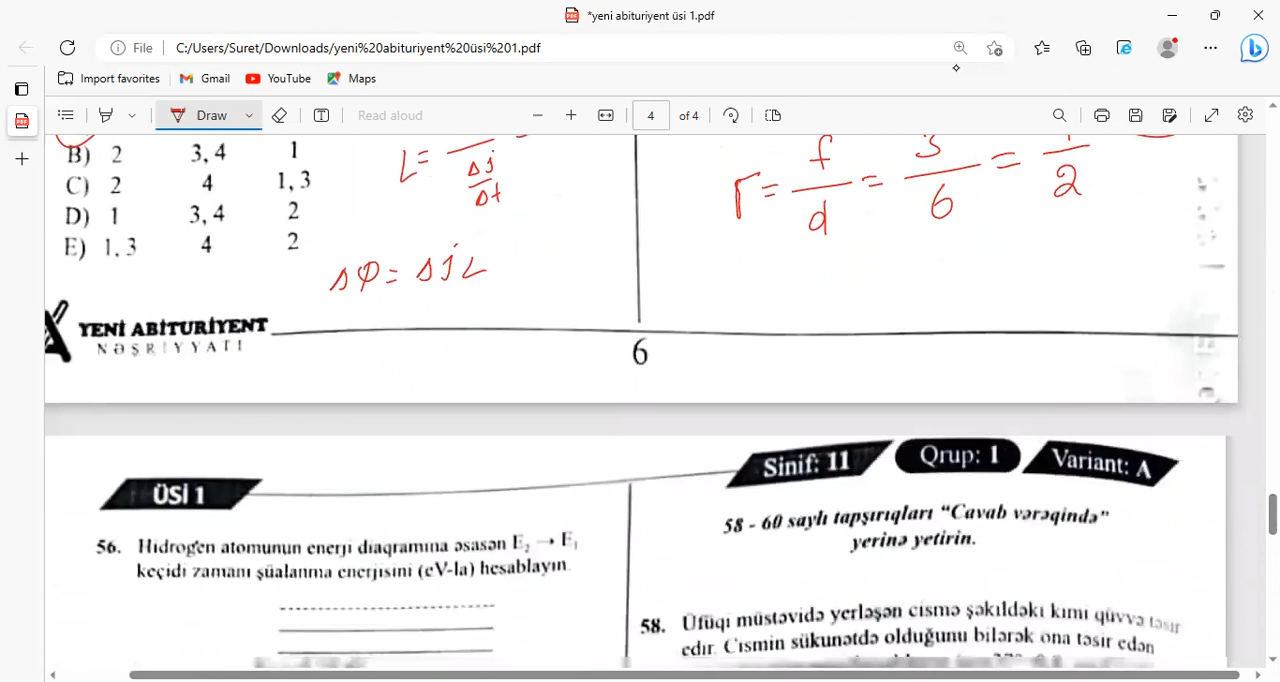 *yeni abituriyent üsi 1.pdf
File C:/Users/Suret/Downloads/yeni%20abituriyent%20üsi%201.pdf
Import favorites Gmail YouTube Maps
Draw Read aloud 4 of 4
B) 2 3, 4 1
C) 2 4 1, 3
D) 1 3, 4 2
E) 1, 3 4 2
L = Δj/Δt
ΔΦ = ΔjL
Γ = f/d = 3/6 = 1/2
YENİ ABİTURİYENT
NƏŞRİYYATI
6
ÜSİ 1
Sinif: 11 Qrup: 1 Variant: A
56. Hidrogen atomunun enerji diaqramına əsasən E₂ → E₁
keçidi zamanı şüalanma enerjisini (eV-la) hesablayın.
58 - 60 saylı tapşırıqları “Cavab vərəqində”
yerinə yetirin.
58. Üfüqi müstəvidə yerləşən cismə şəkildəki kimi qüvvə təsir
edir. Cismin sükunətdə olduğunu bilərək ona təsir edən